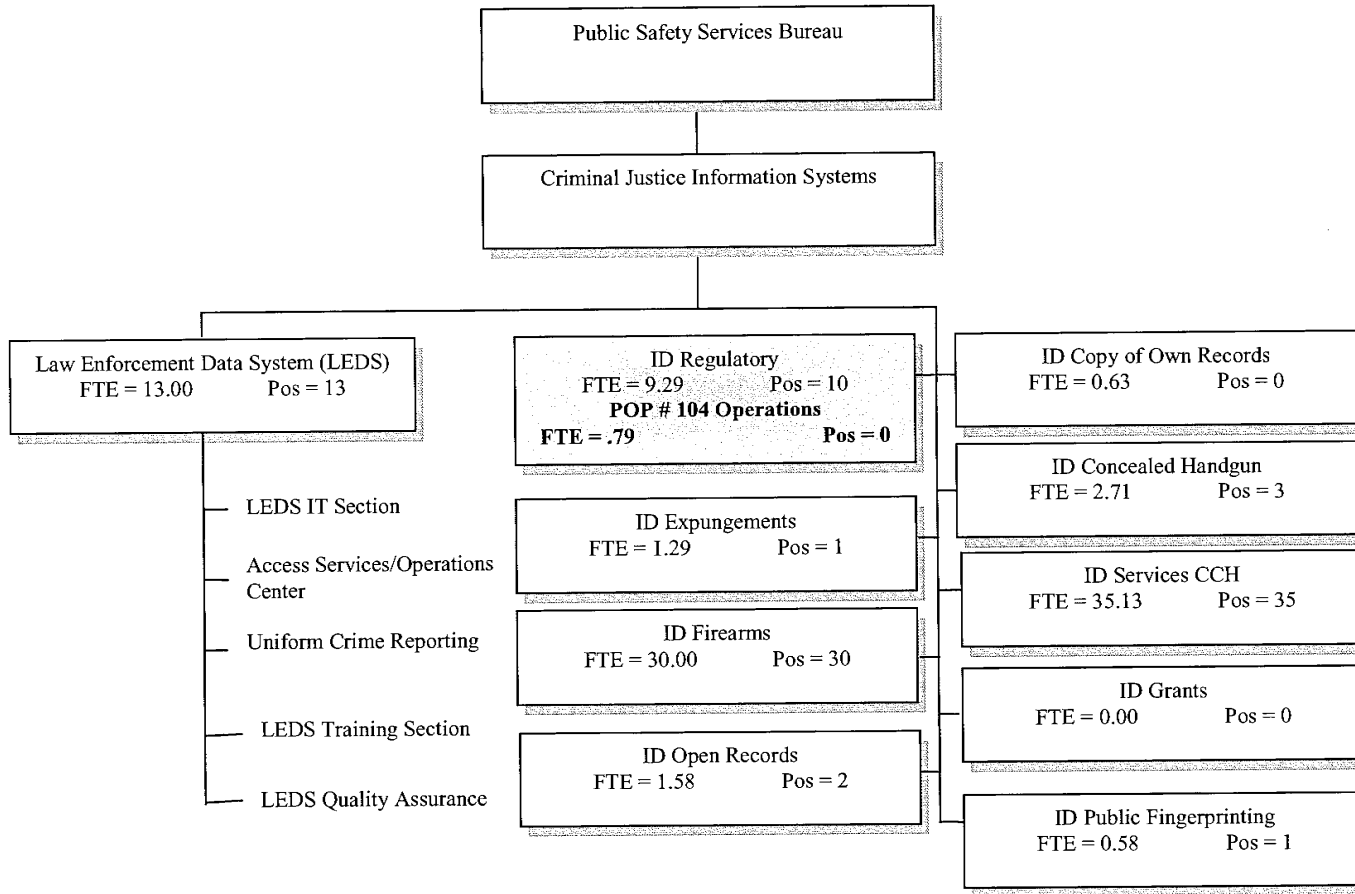 Public Safety Services Bureau
Criminal Justice Information Systems
Law Enforcement Data System (LEDS)
FTE = 13.00 Pos = 13
LEDS IT Section
Access Services/Operations
Center
Uniform Crime Reporting
LEDS Training Section
LEDS Quality Assurance
ID Regulatory
FTE = 9.29 Pos = 10
POP # 104 Operations
FTE = .79 Pos = 0
ID Expungements
FTE = 1.29 Pos = 1
ID Firearms
FTE = 30.00 Pos = 30
ID Open Records
FTE = 1.58 Pos = 2
ID Copy of Own Records
FTE = 0.63 Pos = 0
ID Concealed Handgun
FTE = 2.71 Pos = 3
ID Services CCH
FTE = 35.13 Pos = 35
ID Grants
FTE = 0.00 Pos = 0
ID Public Fingerprinting
FTE = 0.58 Pos = 1